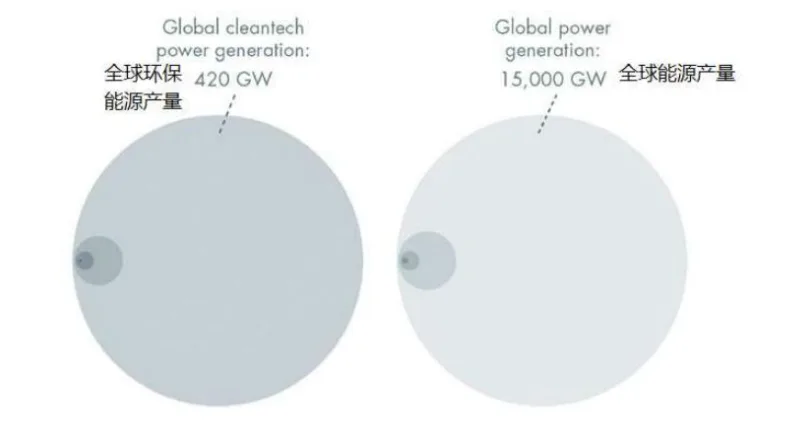 Global cleantech
power generation:
全球环保
能源产量
420 GW
Global power
generation:
15,000 GW
全球能源产量